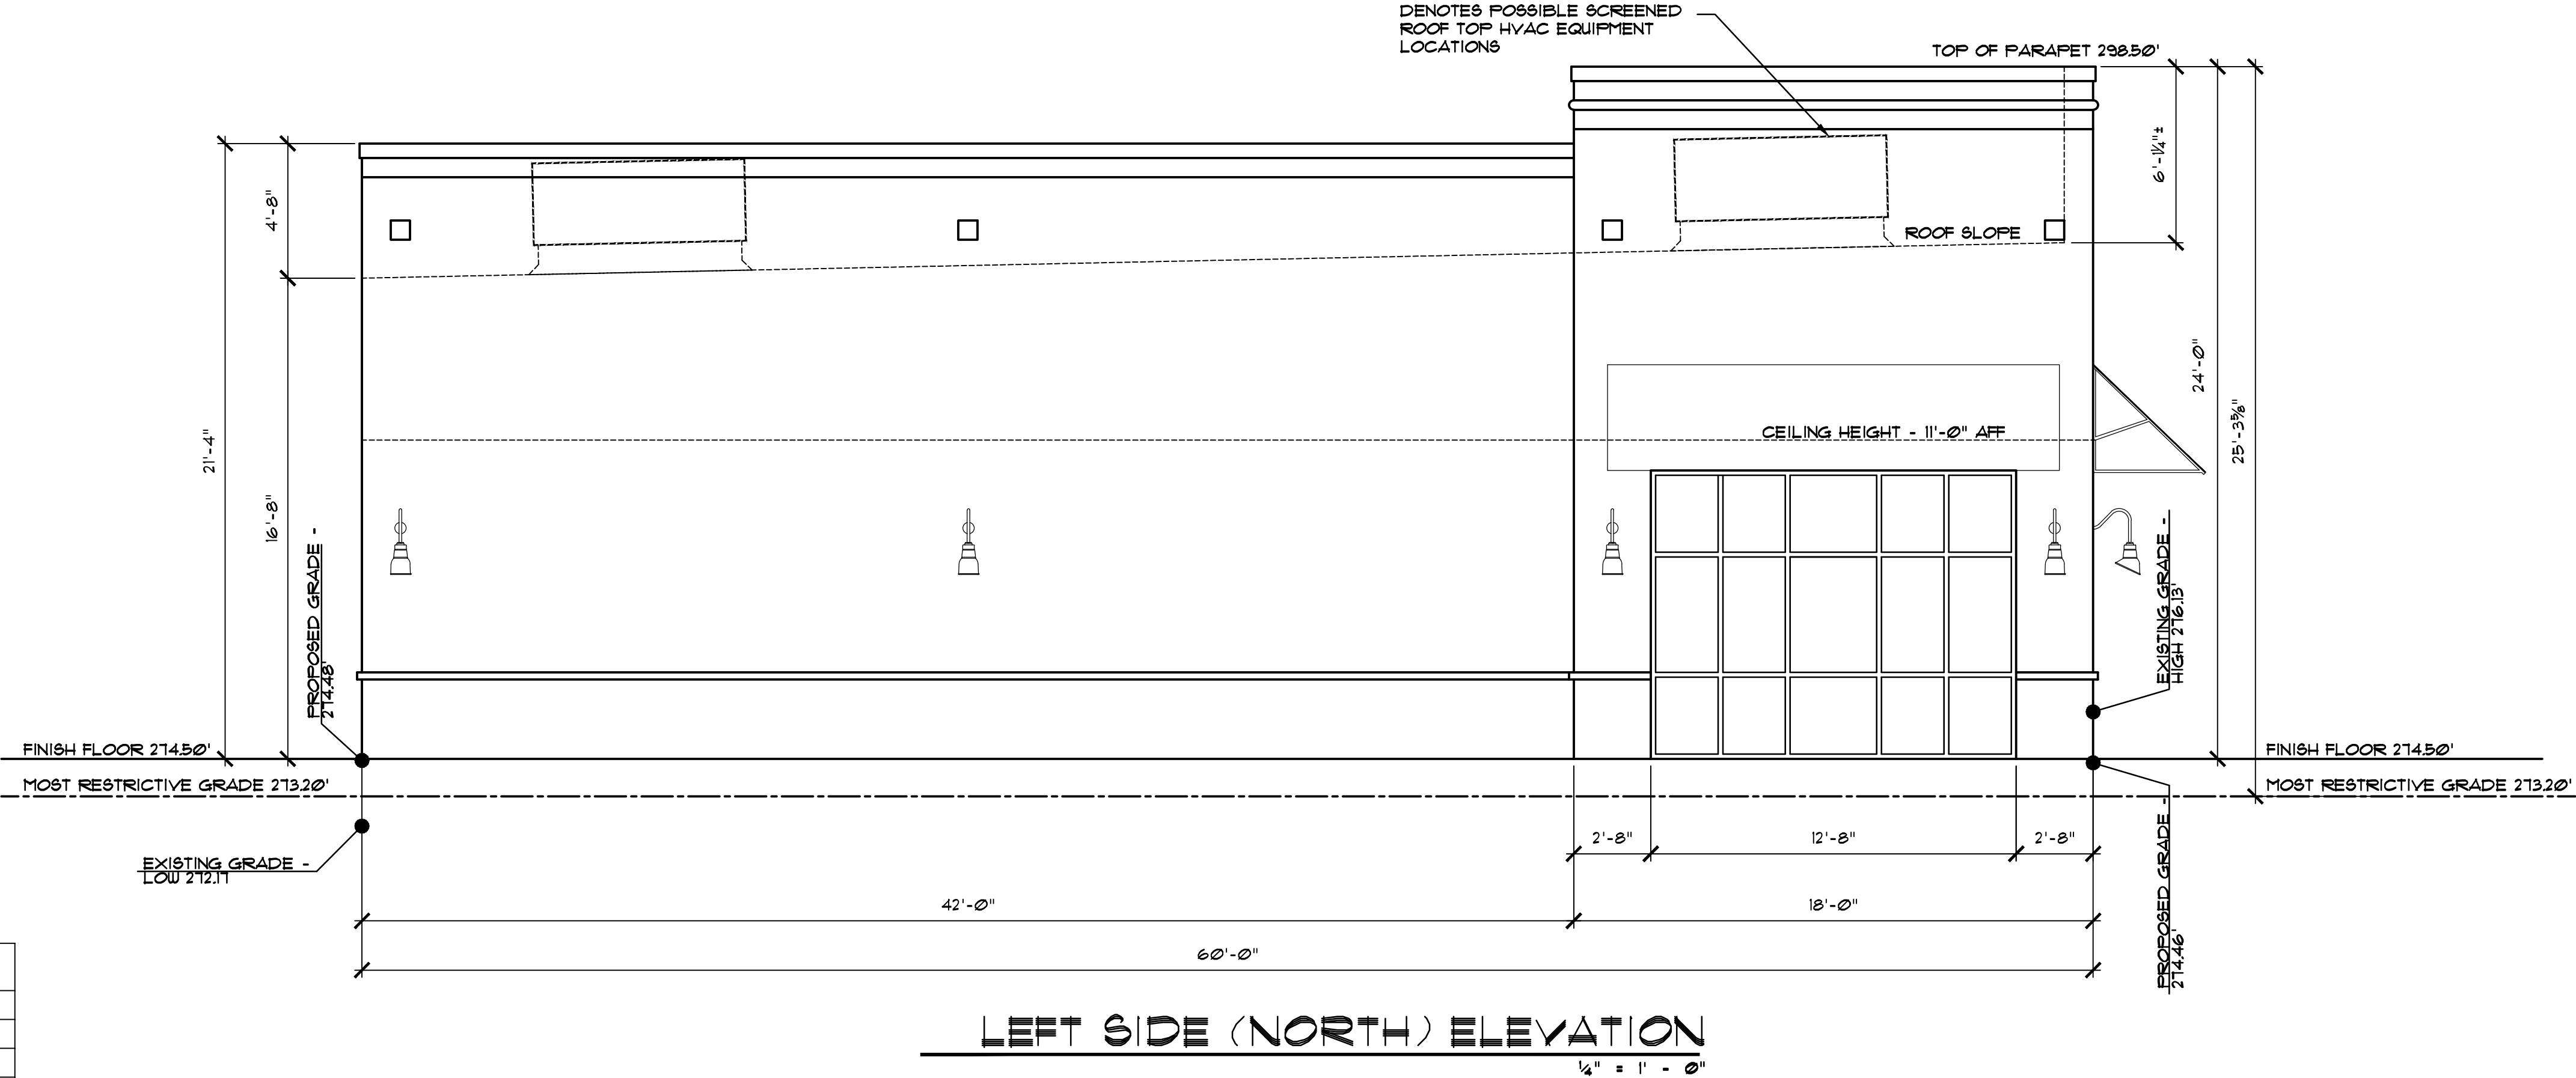 DENOTES POSSIBLE SCREENED
ROOF TOP HVAC EQUIPMENT
LOCATIONS
TOP OF PARAPET 298.50'
6'-1¼"±
4'-8"
ROOF SLOPE
24'-0"
25'-3⅝"
21'-4"
CEILING HEIGHT - 11'-0" AFF
16'-8"
PROPOSED GRADE -
274.48'
EXISTING GRADE -
HIGH 276.13'
FINISH FLOOR 274.50'
FINISH FLOOR 274.50'
MOST RESTRICTIVE GRADE 273.20'
MOST RESTRICTIVE GRADE 273.20'
2'-8"
12'-8"
2'-8"
EXISTING GRADE -
LOW 272.17
PROPOSED GRADE -
274.46'
42'-0"
18'-0"
60'-0"
LEFT SIDE (NORTH) ELEVATION
¼" = 1' - 0"